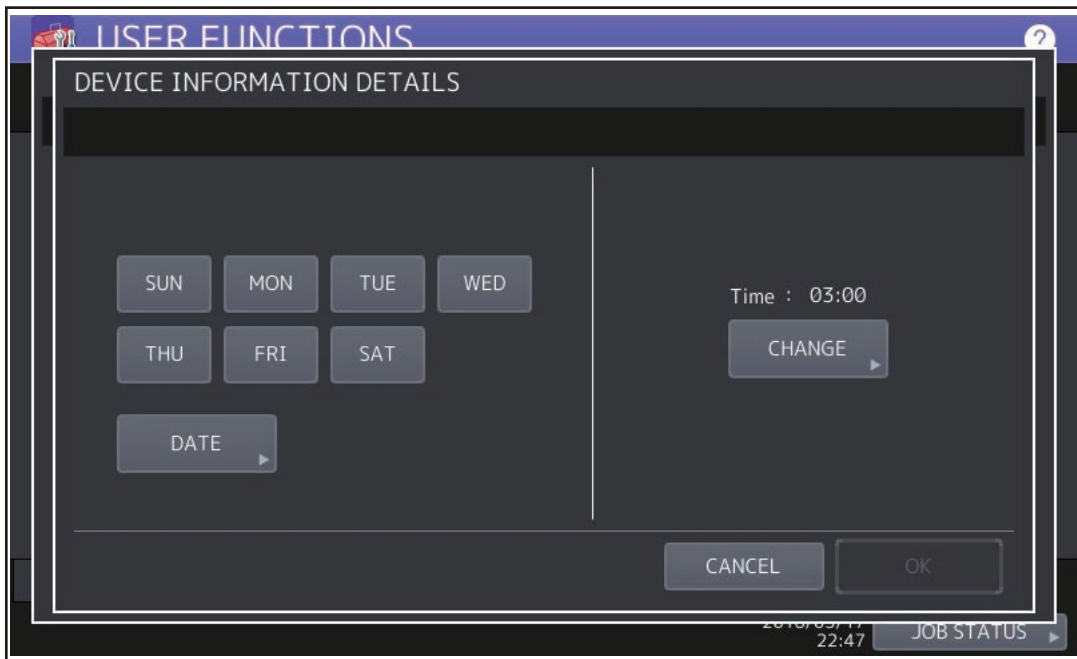 USER FUNCTIONS
?
DEVICE INFORMATION DETAILS
SUN MON TUE WED
Time : 03:00
THU FRI SAT
CHANGE
DATE
CANCEL OK
22:47
JOB STATUS